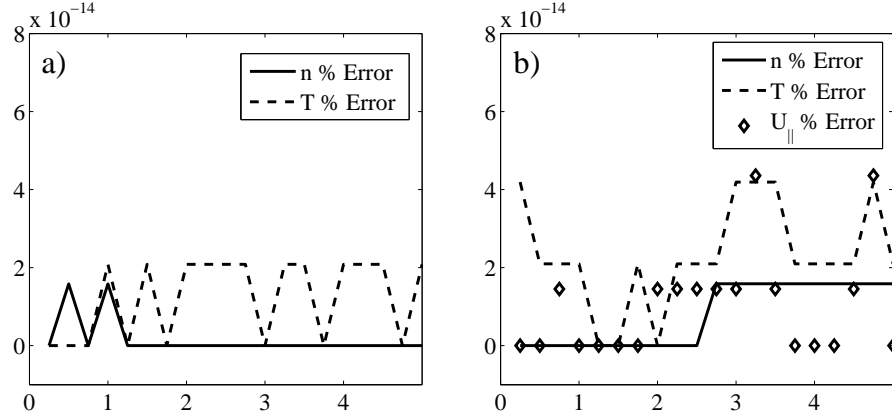 x 10⁻¹⁴
8
6
4
2
0
0 1 2 3 4
a)
n % Error
T % Error
x 10⁻¹⁴
8
6
4
2
0
0 1 2 3 4
b)
n % Error
T % Error
U|| % Error